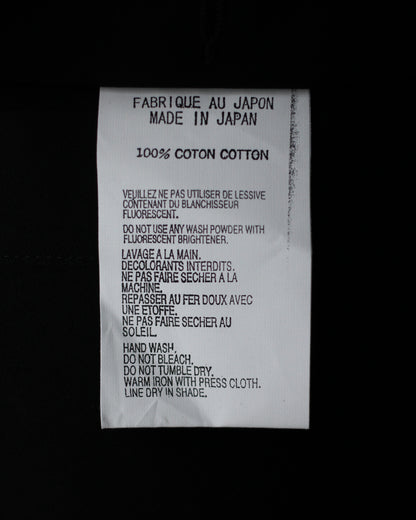 FABRIQUE AU JAPON
MADE IN JAPAN
100% COTON COTTON
VEUILLEZ NE PAS UTILISER DE LESSIVE
CONTENANT DU BLANCHISSEUR
FLUORESCENT.
DO NOT USE ANY WASH POWDER WITH
FLUORESCENT BRIGHTENER.
LAVAGE A LA MAIN.
DECOLORANTS INTERDITS.
NE PAS FAIRE SECHER A LA
MACHINE.
REPASSER AU FER DOUX AVEC
UNE ETOFFE.
NE PAS FAIRE SECHER AU
SOLEIL.
HAND WASH.
DO NOT BLEACH.
DO NOT TUMBLE DRY.
WARM IRON WITH PRESS CLOTH.
LINE DRY IN SHADE.